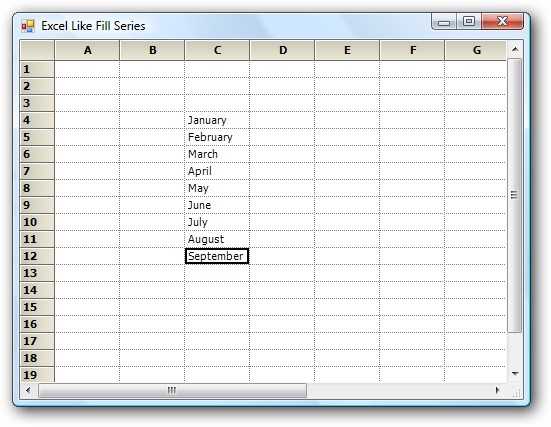 Excel Like Fill Series
A B C D E F G
1
2
3
4 January
5 February
6 March
7 April
8 May
9 June
10 July
11 August
12 September
13
14
15
16
17
18
19